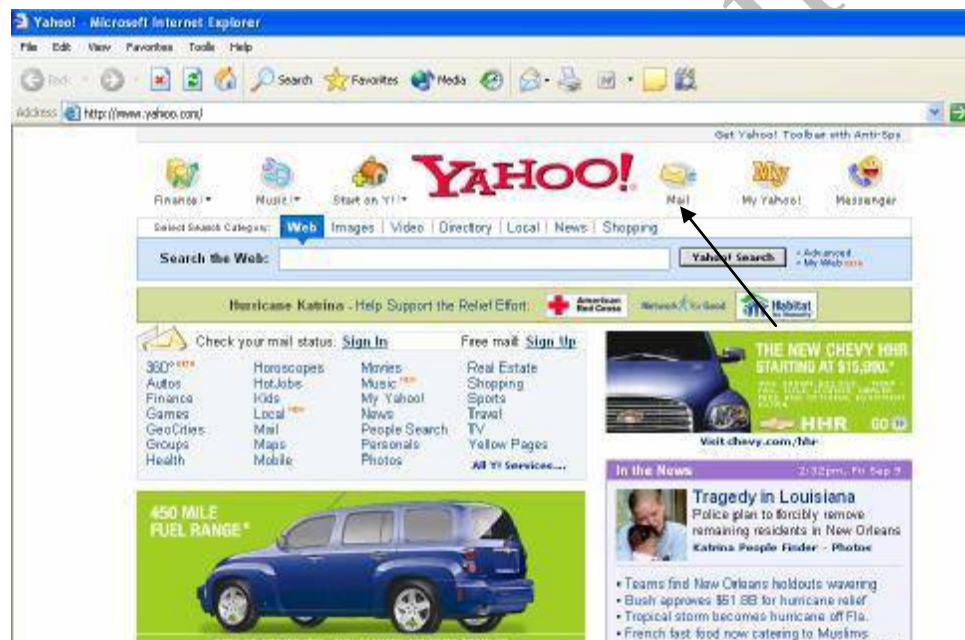 Yahoo! - Microsoft Internet Explorer
File Edit View Favorites Tools Help
Back Search Favorites Media
Address http://www.yahoo.com/
Get Yahoo! Toolbar with Anti-Spy
Finance! Music! Start on Y!! YAHOO! Mail My Yahoo! Messenger
My
Select Search Category: Web Images | Video | Directory | Local | News | Shopping
Search the Web: Yahoo! Search Advanced
My Web
Hurricane Katrina - Help Support the Relief Effort: American Red Cross Network for Good Habitat for Humanity
Check your mail status: Sign In Free mail: Sign Up
360° Horoscopes Movies Real Estate
Autos HotJobs Music Shopping
Finance Kids My Yahoo! Sports
Games Local News Travel
GeoCities Mail People Search TV
Groups Maps Personals Yellow Pages
Health Mobile Photos All Y! Services...
THE NEW CHEVY HHR
STARTING AT $15,990.*
HHR GO
Visit chevy.com/hhr
In the News 2:32pm, Fri Sep 9
Tragedy in Louisiana
Police plan to forcibly remove
remaining residents in New Orleans
Katrina People Finder - Photos
• Teams find New Orleans holdouts wavering
• Bush approves $51.8B for hurricane relief
• Tropical storm becomes hurricane off Fla.
• French fast food now catering to Muslims
450 MILE
FUEL RANGE*